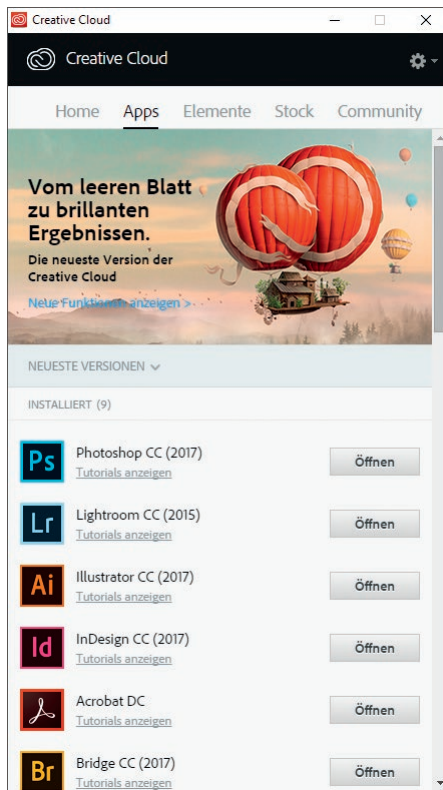 Creative Cloud
Creative Cloud
Home Apps Elemente Stock Community
Vom leeren Blatt
zu brillanten
Ergebnissen.
Die neueste Version der
Creative Cloud
Neue Funktionen anzeigen >
NEUESTE VERSIONEN
INSTALLIERT (9)
Ps Photoshop CC (2017) Öffnen
Tutorials anzeigen
Lr Lightroom CC (2015) Öffnen
Tutorials anzeigen
Ai Illustrator CC (2017) Öffnen
Tutorials anzeigen
Id InDesign CC (2017) Öffnen
Tutorials anzeigen
Acrobat DC Öffnen
Tutorials anzeigen
Br Bridge CC (2017) Öffnen
Tutorials anzeigen